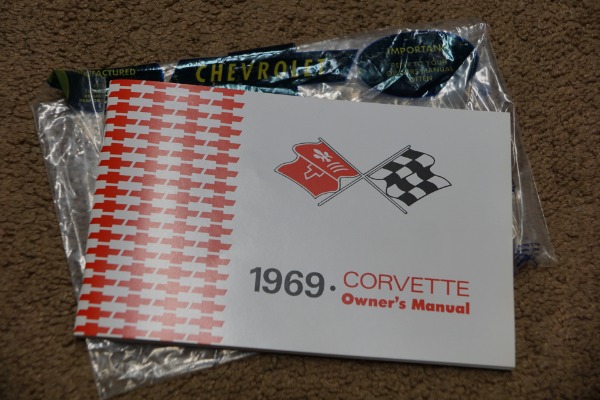 IMPORTANT
CHEVROLET
1969 • CORVETTE
Owner's Manual